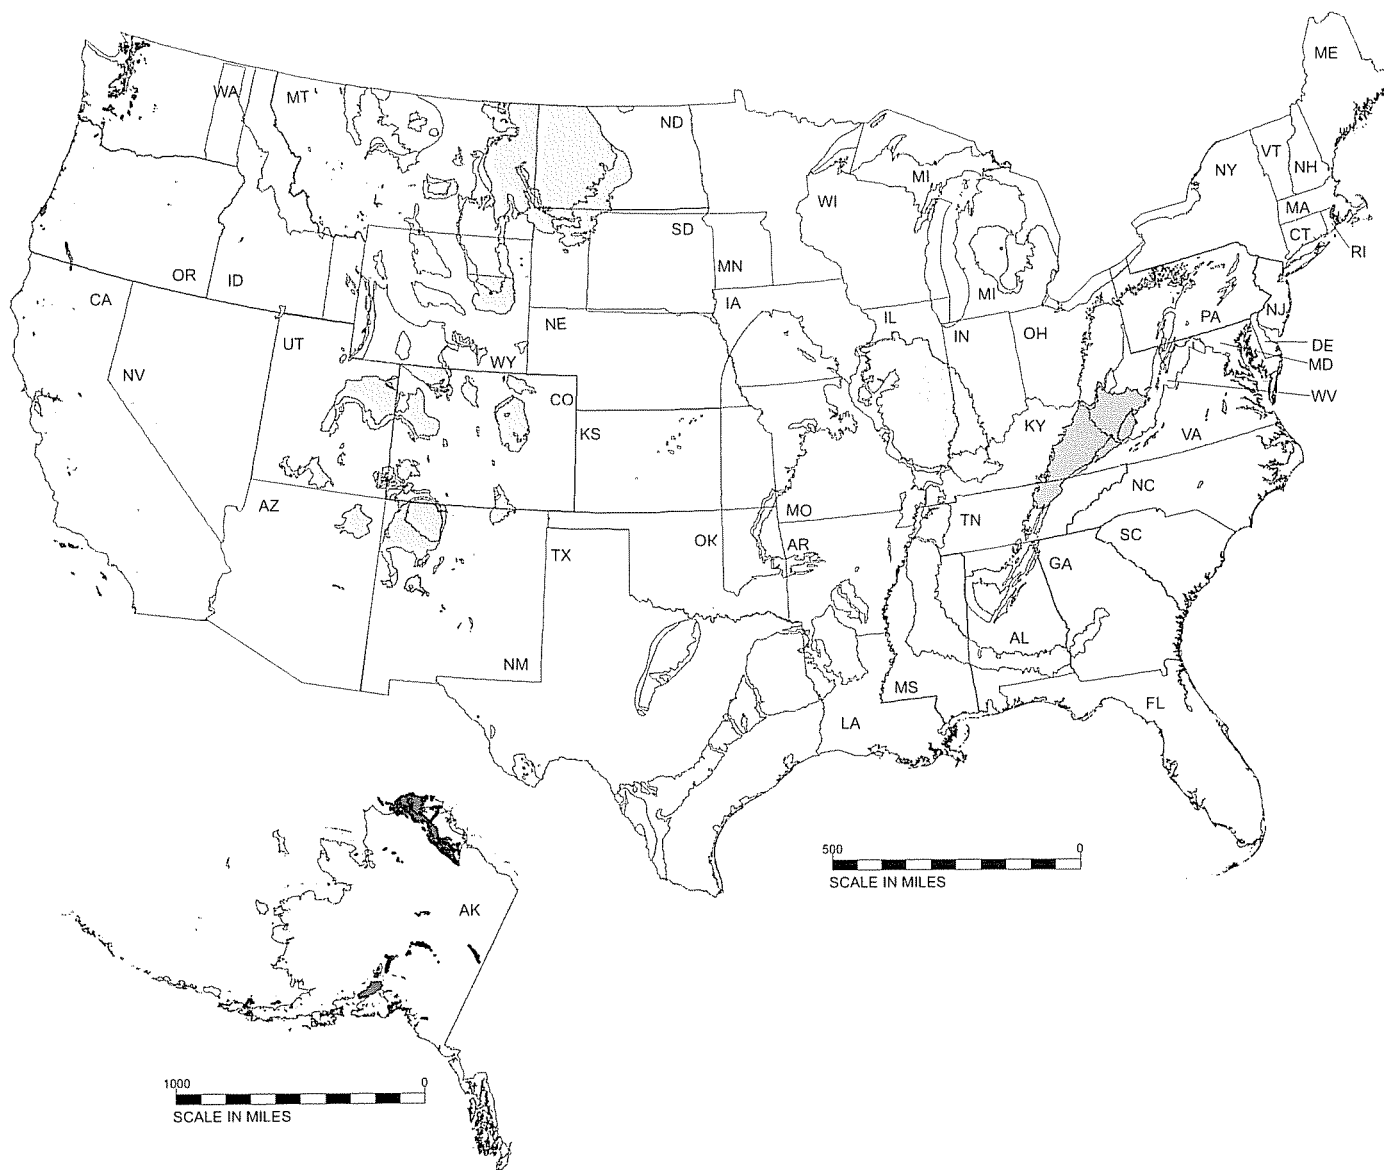 ME
WA
MT
ND
MI
WI
NY
VT
NH
MA
CT
RI
SD
MN
OR
ID
CA
IA
MI
NE
IL
IN
OH
PA
NJ
DE
MD
WV
UT
NV
WY
CO
KS
KY
VA
AZ
MO
NC
TN
OK
AR
SC
TX
GA
AL
NM
MS
LA
FL
500 0
SCALE IN MILES
AK
1000 0
SCALE IN MILES